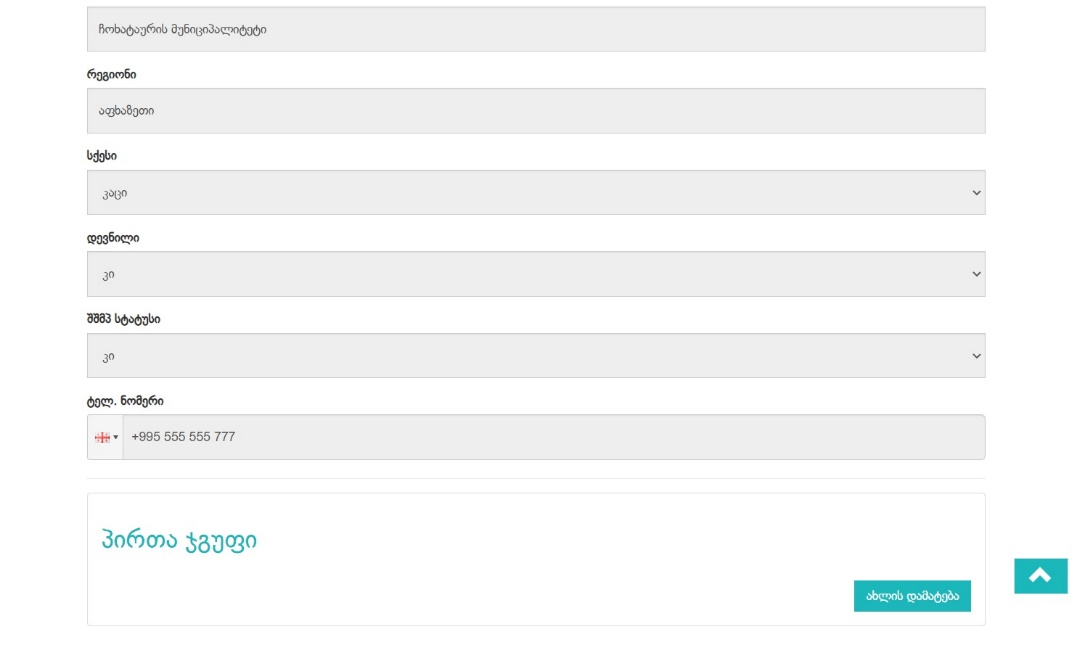 ჩოხატაურის მუნიციპალიტეტი
რეგიონი
აფხაზეთი
სქესი
კაცი
დევნილი
კი
შშმპ სტატუსი
კი
ტელ. ნომერი
+995 555 555 777
პირთა ჯგუფი
ახლის დამატება